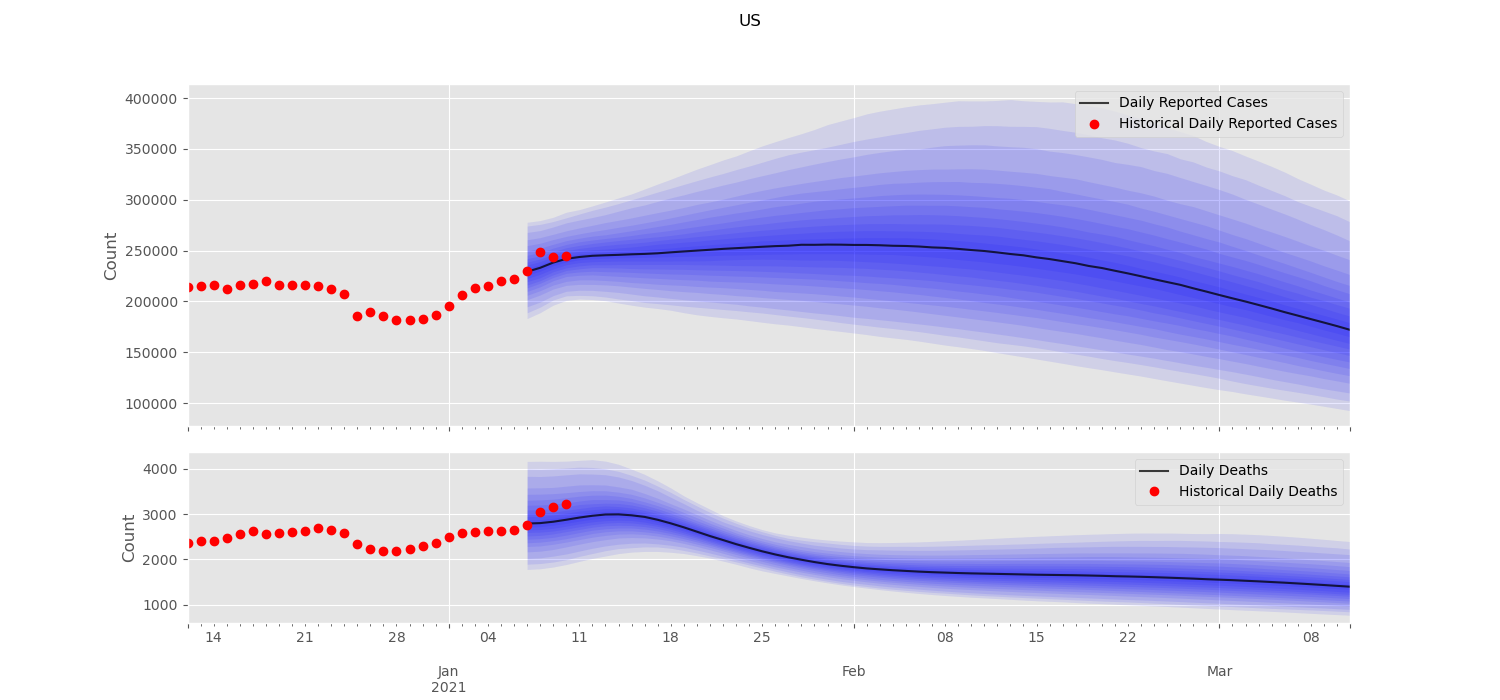 US
400000
350000
300000
250000
200000
150000
100000
Count
Daily Reported Cases
Historical Daily Reported Cases
4000
3000
2000
1000
Count
Daily Deaths
Historical Daily Deaths
14 21 28 04 11 18 25 08 15 22 08
Jan Feb Mar
2021